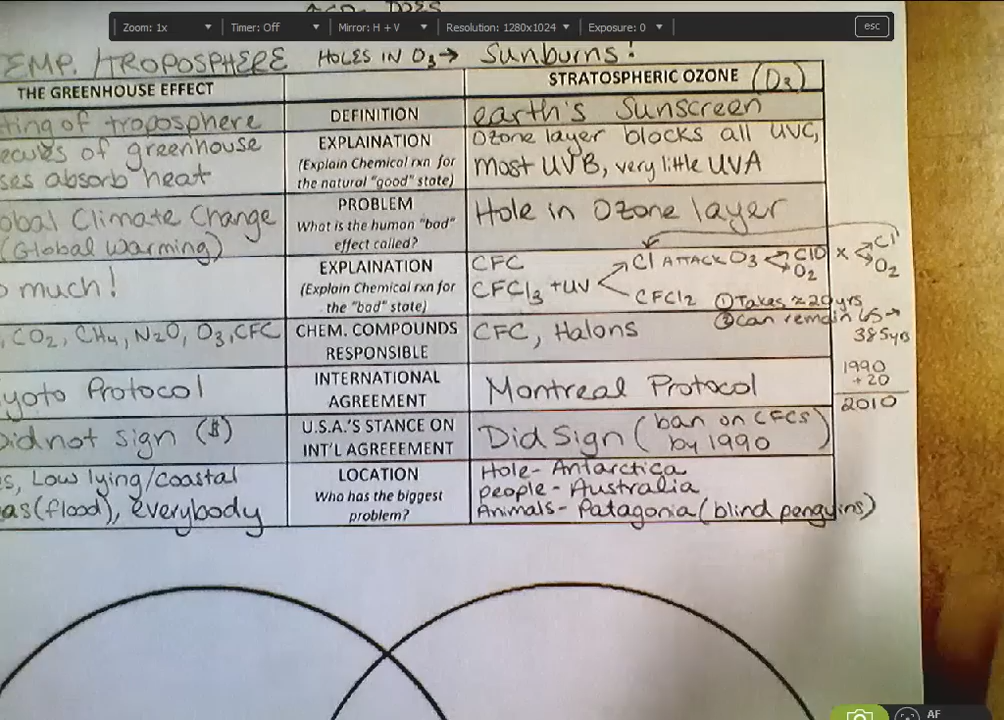 Zoom: 1x Timer: Off Mirror: H + V Resolution: 1280x1024 Exposure: 0 esc
EMP. /TROPOSPHERE HOLES IN O3→ Sunburns!
THE GREENHOUSE EFFECT STRATOSPHERIC OZONE (O3)
ting of troposphere DEFINITION earth's Sunscreen
ecules of greenhouse EXPLAINATION Ozone layer blocks all UVC,
ses absorb heat (Explain Chemical rxn for most UVB, very little UVA
the natural "good" state)
obal Climate Change PROBLEM Hole in Ozone layer
(Global Warming) What is the human "bad"
effect called?
EXPLAINATION CFC Cl ATTACK O3 ClO x Cl
o much! (Explain Chemical rxn for CFCl3 + UV O2 O2
the "bad" state) CFCl2 ① Takes ≈ 20 yrs
② Can remain
, CO2, CH4, N2O, O3, CFC CHEM. COMPOUNDS CFC, Halons 385yrs
RESPONSIBLE
yoto Protocol INTERNATIONAL Montreal Protocol 1990
AGREEMENT +20
2010
Did not sign ($) U.S.A.'S STANCE ON Did Sign (ban on CFCs
INT'L AGREEEMENT by 1990)
s, Low lying/coastal LOCATION Hole- Antarctica
as (flood), everybody Who has the biggest people- Australia
problem? Animals- Patagonia (blind penguins)
AF